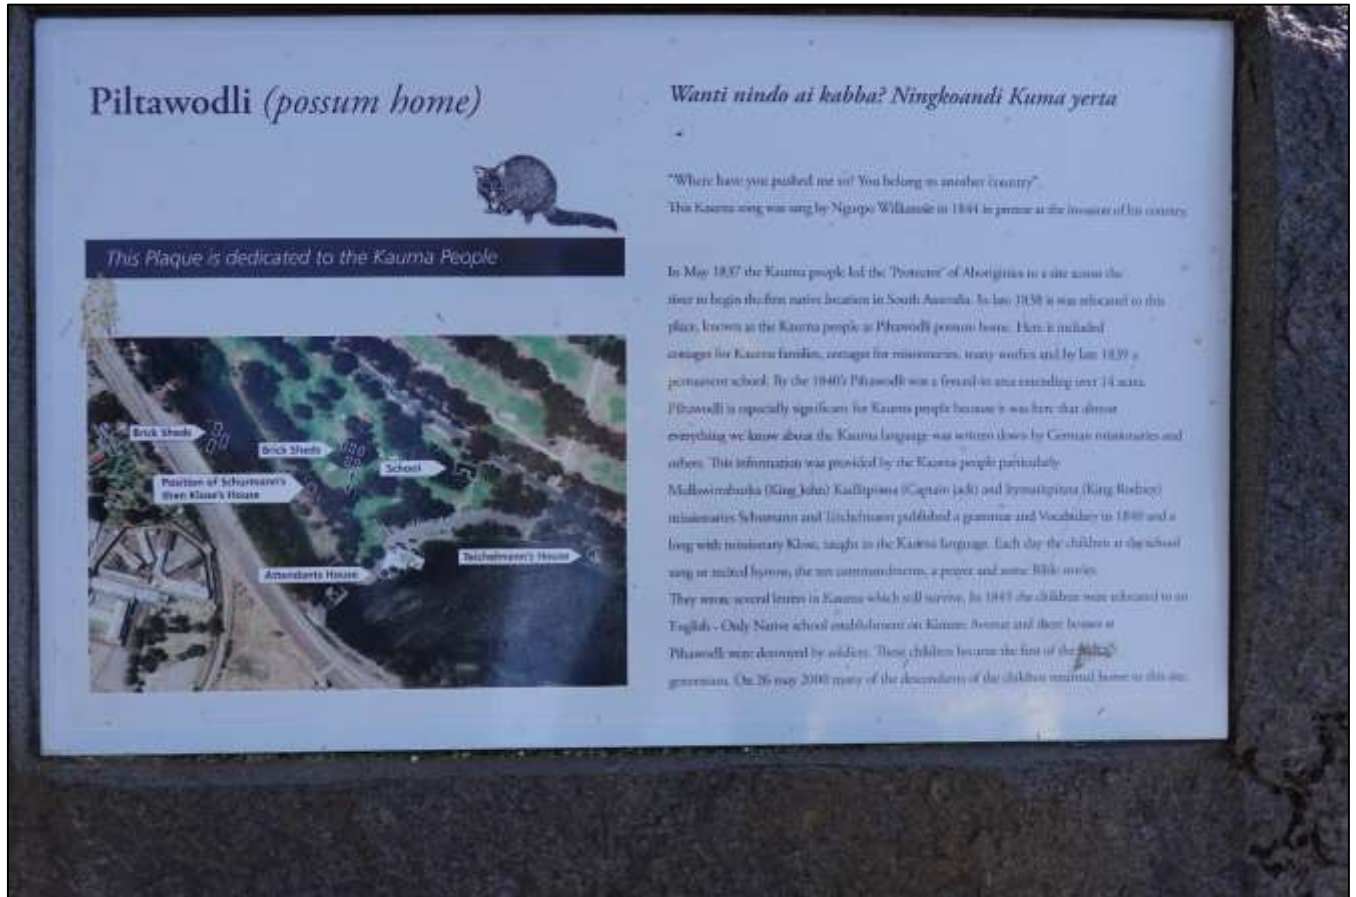 Piltawodli (possum home)
This Plaque is dedicated to the Kaurna People
Brick Sheds
Brick Sheds
School
Position of Schurmann's
then Klose's House
Teichelmann's House
Attendants House
Wanti nindo ai kabba? Ningkoandi Kuma yerta
"Where have you pushed me to? You belong to another country".
This Kaurna song was sung by Ngurpo Williamsie in 1844 in protest at the invasion of his country.
In May 1837 the Kaurna people led the 'Protector' of Aborigines to a site across the
river to begin the first native location in South Australia. In late 1838 it was relocated to this
place, known as the Kaurna people as Piltawodli possum home. Here it included
cottages for Kaurna families, cottages for missionaries, many wurlies and by late 1839 a
permanent school. By the 1840's Piltawodli was a fenced-in area extending over 14 acres.
Piltawodli is especially significant for Kaurna people because it was here that almost
everything we know about the Kaurna language was written down by German missionaries and
others. This information was provided by the Kaurna people particularly
(King John) (Captain Jack) and (King Rodney)
missionaries Schurmann and Teichelmann published a grammar and Vocabulary in 1840 and a
long with missionary Klose, taught in the Kaurna language. Each day the children at day school
sang or recited hymns, the ten commandments, a prayer and some Bible stories.
They wrote several letters in Kaurna which still survive. In 1845 the children were relocated to an
English - Only Native school establishment on Kintore Avenue and there houses at
Piltawodli were destroyed by soldiers. These children became the first of the
generations. On 26 may 2000 many of the descendants of the children returned home to this site.